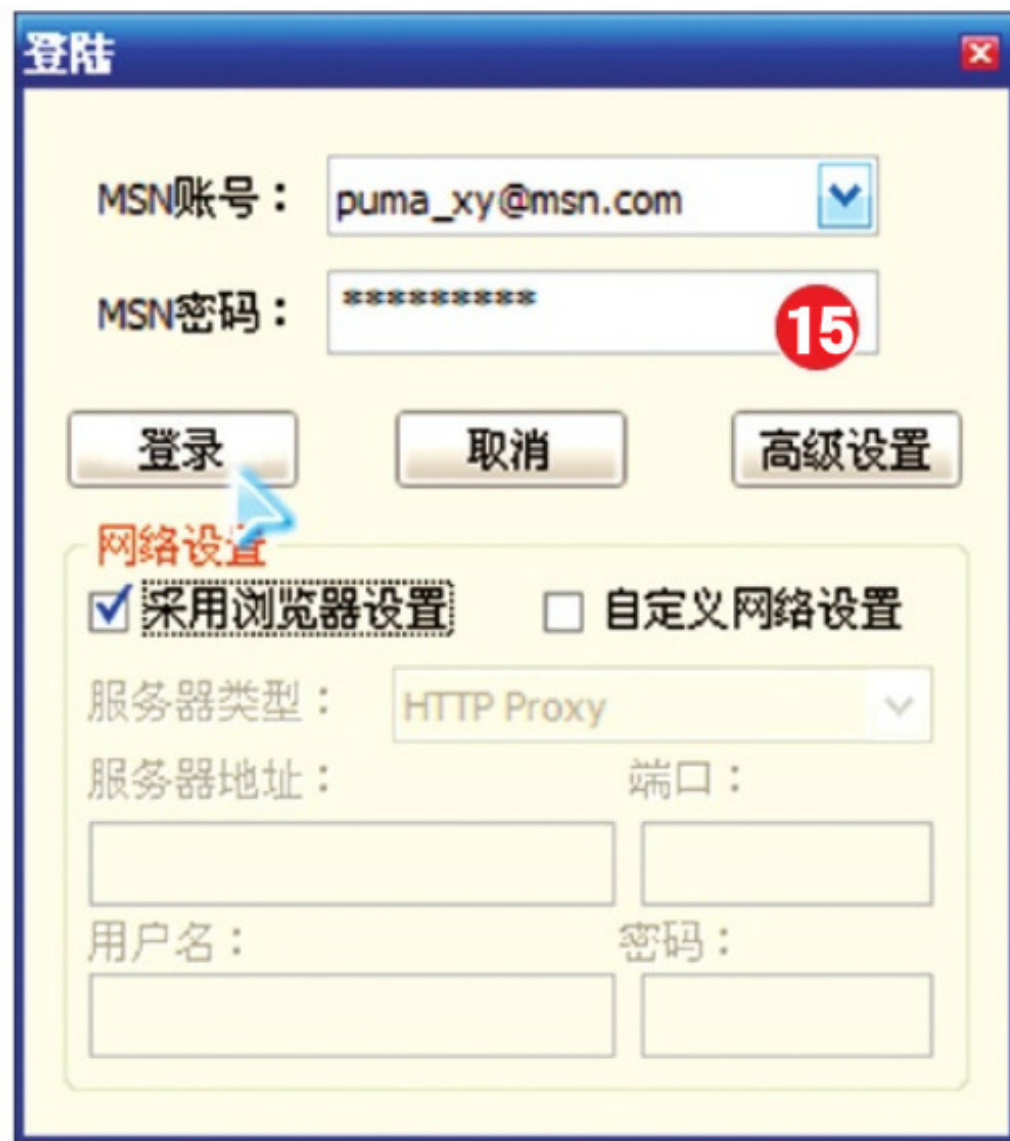 登陆
MSN账号： puma_xy@msn.com
MSN密码： *********
15
登录 取消 高级设置
网络设置
采用浏览器设置 自定义网络设置
服务器类型： HTTP Proxy
服务器地址： 端口：
用户名： 密码：